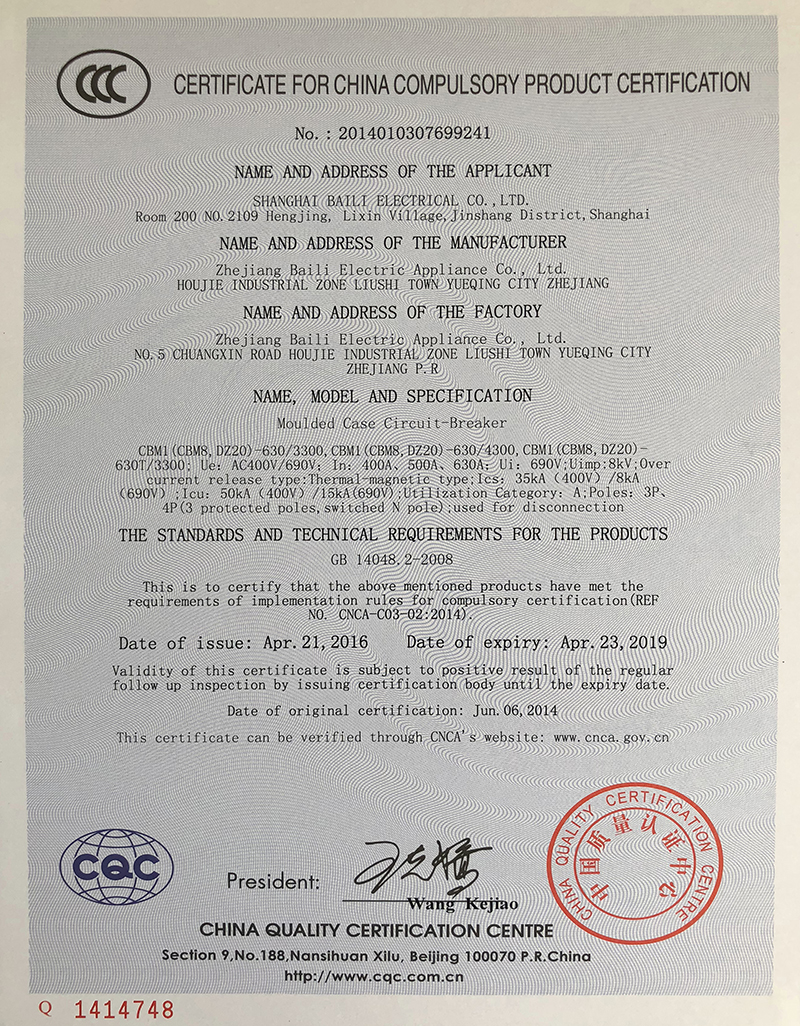 CCC CERTIFICATE FOR CHINA COMPULSORY PRODUCT CERTIFICATION
No. : 2014010307699241
NAME AND ADDRESS OF THE APPLICANT
SHANGHAI BAILI ELECTRICAL CO.,LTD.
Room 200 NO.2109 Hengjing, Lixin Village,Jinshang District,Shanghai
NAME AND ADDRESS OF THE MANUFACTURER
Zhejiang Baili Electric Appliance Co., Ltd.
HOUJIE INDUSTRIAL ZONE LIUSHI TOWN YUEQING CITY ZHEJIANG
NAME AND ADDRESS OF THE FACTORY
Zhejiang Baili Electric Appliance Co., Ltd.
NO.5 CHUANGXIN ROAD HOUJIE INDUSTRIAL ZONE LIUSHI TOWN YUEQING CITY
ZHEJIANG P.R
NAME, MODEL AND SPECIFICATION
Moulded Case Circuit-Breaker
CBM1(CBM8,DZ20)-630/3300,CBM1(CBM8,DZ20)-630/4300,CBM1(CBM8,DZ20)-
630T/3300; Ue: AC400V/690V; In: 400A、500A、630A; Ui: 690V;Uimp:8kV;Over
current release type:Thermal-magnetic type;Ics: 35kA (400V) /8kA
(690V) ;Icu: 50kA (400V) /15kA(690V);Utilization Category: A;Poles: 3P、
4P(3 protected poles,switched N pole);used for disconnection
THE STANDARDS AND TECHNICAL REQUIREMENTS FOR THE PRODUCTS
GB 14048.2-2008
This is to certify that the above mentioned products have met the
requirements of implementation rules for compulsory certification(REF
NO. CNCA-C03-02:2014).
Date of issue: Apr.21,2016 Date of expiry: Apr.23,2019
Validity of this certificate is subject to positive result of the regular
follow up inspection by issuing certification body until the expiry date.
Date of original certification: Jun.06,2014
This certificate can be verified through CNCA's website: www.cnca.gov.cn
CHINA QUALITY CERTIFICATION CENTRE
中国质量认证中心
CQC
President:
Wang Kejiao
CHINA QUALITY CERTIFICATION CENTRE
Section 9,No.188,Nansihuan Xilu, Beijing 100070 P.R.China
http://www.cqc.com.cn
Q 1414748